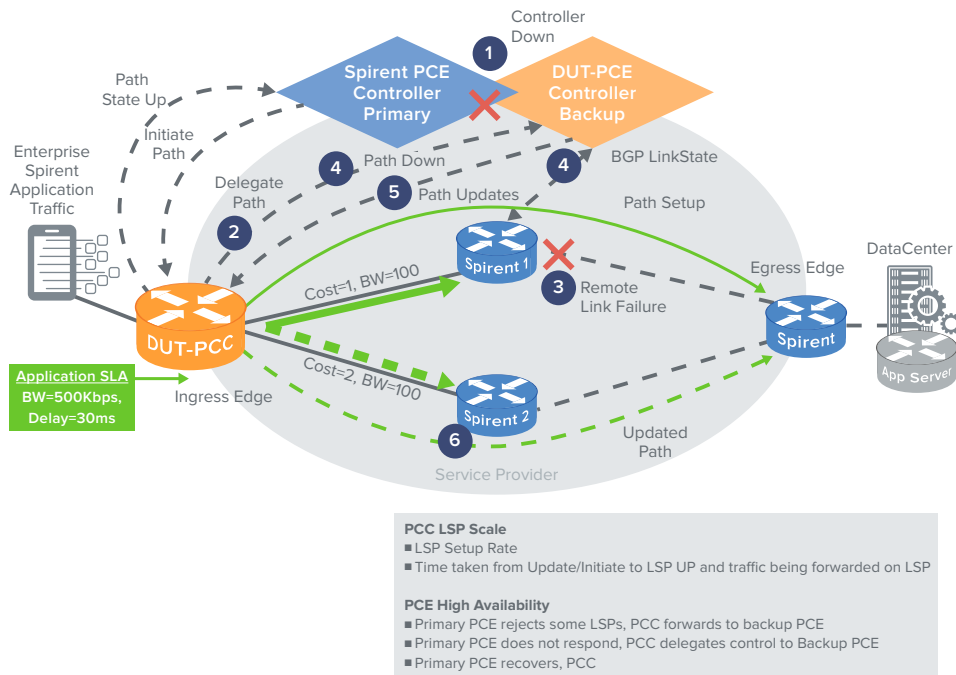 1
Controller
Down
Spirent PCE
Controller
Primary
DUT-PCE
Controller
Backup
Path
State Up
Initiate
Path
Enterprise
Spirent
Application
Traffic
4
Path Down
4
BGP LinkState
Delegate
Path
5
Path Updates
Path Setup
2
Spirent 1
Cost=1, BW=100
3
Remote
Link Failure
Egress Edge
DataCenter
DUT-PCC
Spirent
App Server
Application SLA
BW=500Kbps,
Delay=30ms
Ingress Edge
Cost=2, BW=100
Spirent 2
6
Updated
Path
Service Provider
PCC LSP Scale
■ LSP Setup Rate
■ Time taken from Update/Initiate to LSP UP and traffic being forwarded on LSP
PCE High Availability
■ Primary PCE rejects some LSPs, PCC forwards to backup PCE
■ Primary PCE does not respond, PCC delegates control to Backup PCE
■ Primary PCE recovers, PCC